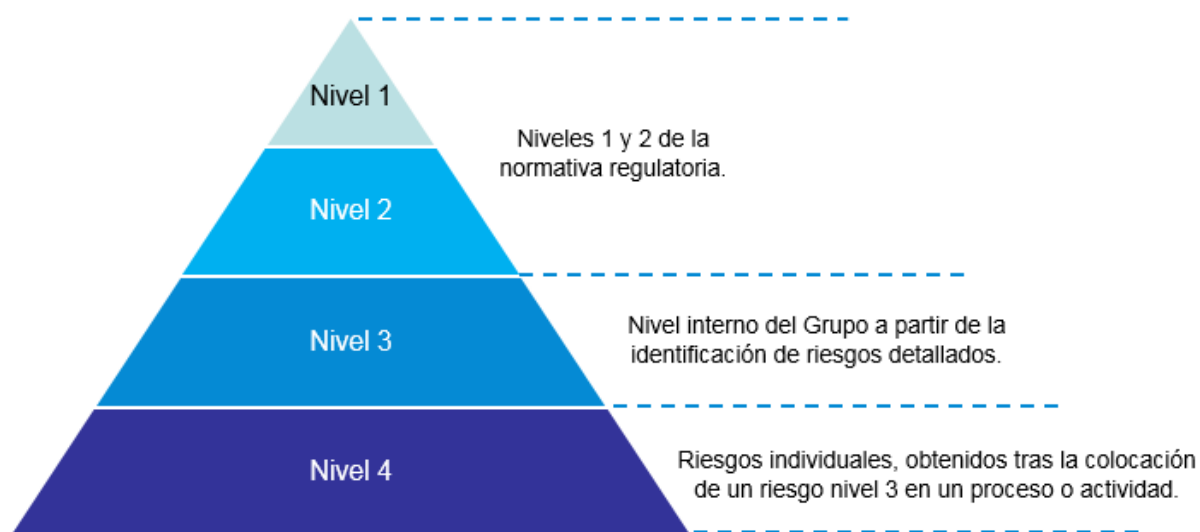 Nivel 1
Niveles 1 y 2 de la
normativa regulatoria.
Nivel 2
Nivel 3
Nivel interno del Grupo a partir de la
identificación de riesgos detallados.
Nivel 4
Riesgos individuales, obtenidos tras la colocación
de un riesgo nivel 3 en un proceso o actividad.